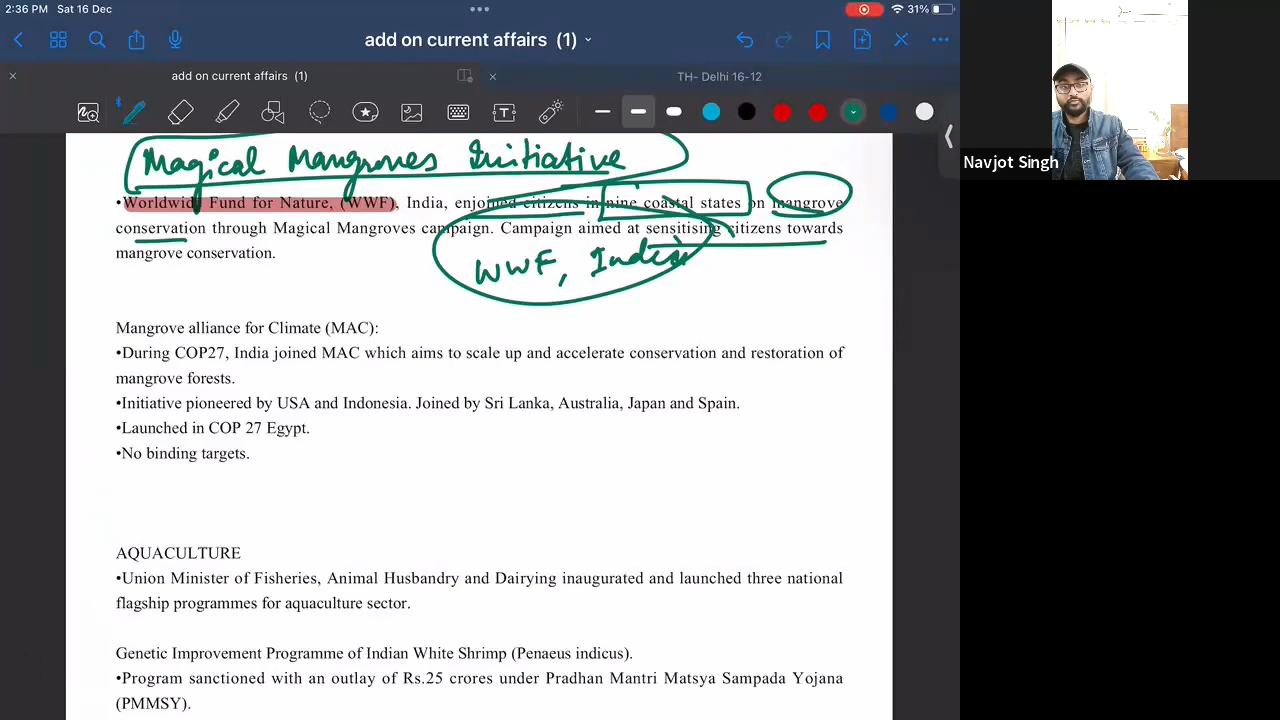 2:36 PM Sat 16 Dec
31%
add on current affairs (1)
add on current affairs (1)
TH- Delhi 16-12
T
Navjot Singh
Magical Mangroves Initiative
•Worldwide Fund for Nature, (WWF), India, enjoined citizens in nine coastal states on mangrove
conservation through Magical Mangroves campaign. Campaign aimed at sensitising citizens towards
mangrove conservation.
WWF, India
Mangrove alliance for Climate (MAC):
•During COP27, India joined MAC which aims to scale up and accelerate conservation and restoration of
mangrove forests.
•Initiative pioneered by USA and Indonesia. Joined by Sri Lanka, Australia, Japan and Spain.
•Launched in COP 27 Egypt.
•No binding targets.
AQUACULTURE
•Union Minister of Fisheries, Animal Husbandry and Dairying inaugurated and launched three national
flagship programmes for aquaculture sector.
Genetic Improvement Programme of Indian White Shrimp (Penaeus indicus).
•Program sanctioned with an outlay of Rs.25 crores under Pradhan Mantri Matsya Sampada Yojana
(PMMSY).